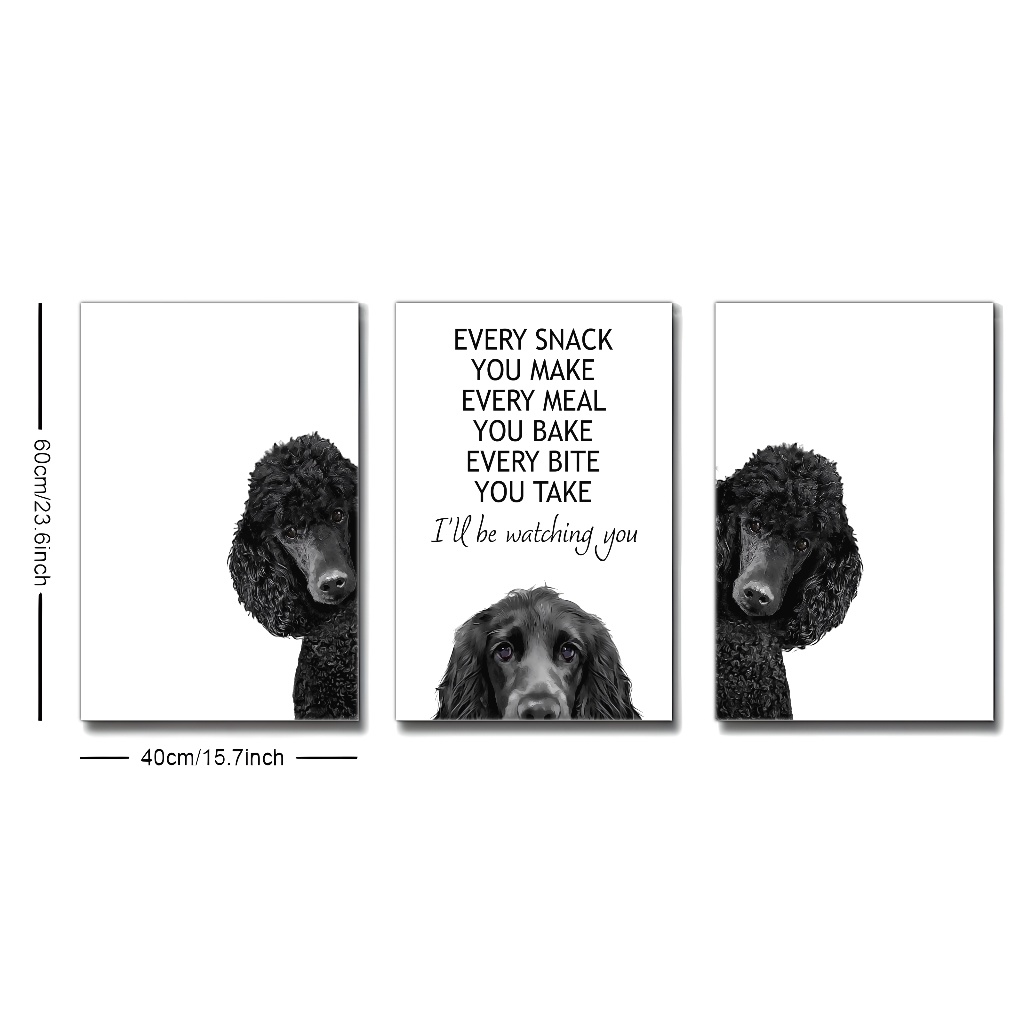 EVERY SNACK
YOU MAKE
EVERY MEAL
YOU BAKE
EVERY BITE
YOU TAKE
I'll be watching you
60cm/23.6inch
40cm/15.7inch